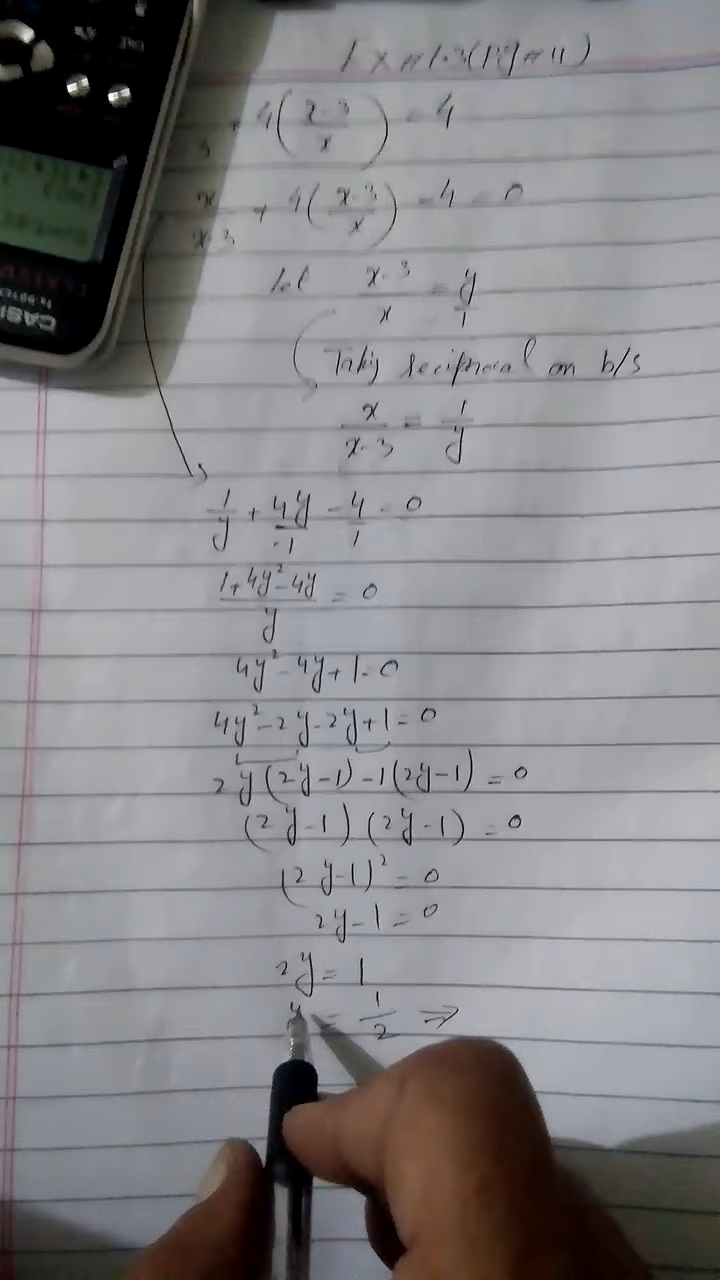 + 4(x-3/x) = 4
x/x-3 + 4(x-3/x) - 4 = 0
let x-3/x = y/1
Taking reciprocal on b/s
x/x-3 = 1/y
1/y + 4y/1 - 4/1 = 0
1+4y²-4y/y = 0
4y²-4y+1=0
4y²-2y-2y+1=0
2y(2y-1)-1(2y-1)=0
(2y-1)(2y-1)=0
(2y-1)²=0
2y-1=0
2y=1
y = 1/2 ⇒
CASIO